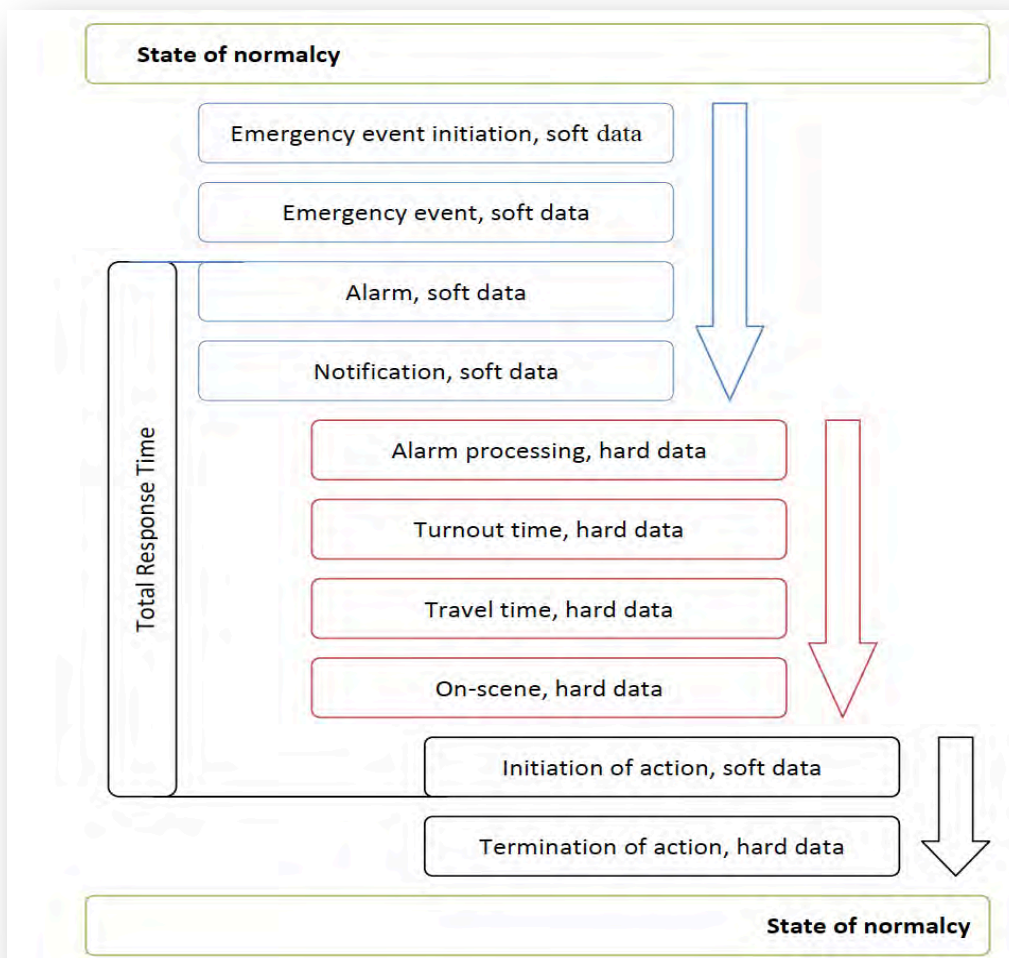 State of normalcy
Emergency event initiation, soft data
Emergency event, soft data
Alarm, soft data
Notification, soft data
Total Response Time
Alarm processing, hard data
Turnout time, hard data
Travel time, hard data
On-scene, hard data
Initiation of action, soft data
Termination of action, hard data
State of normalcy